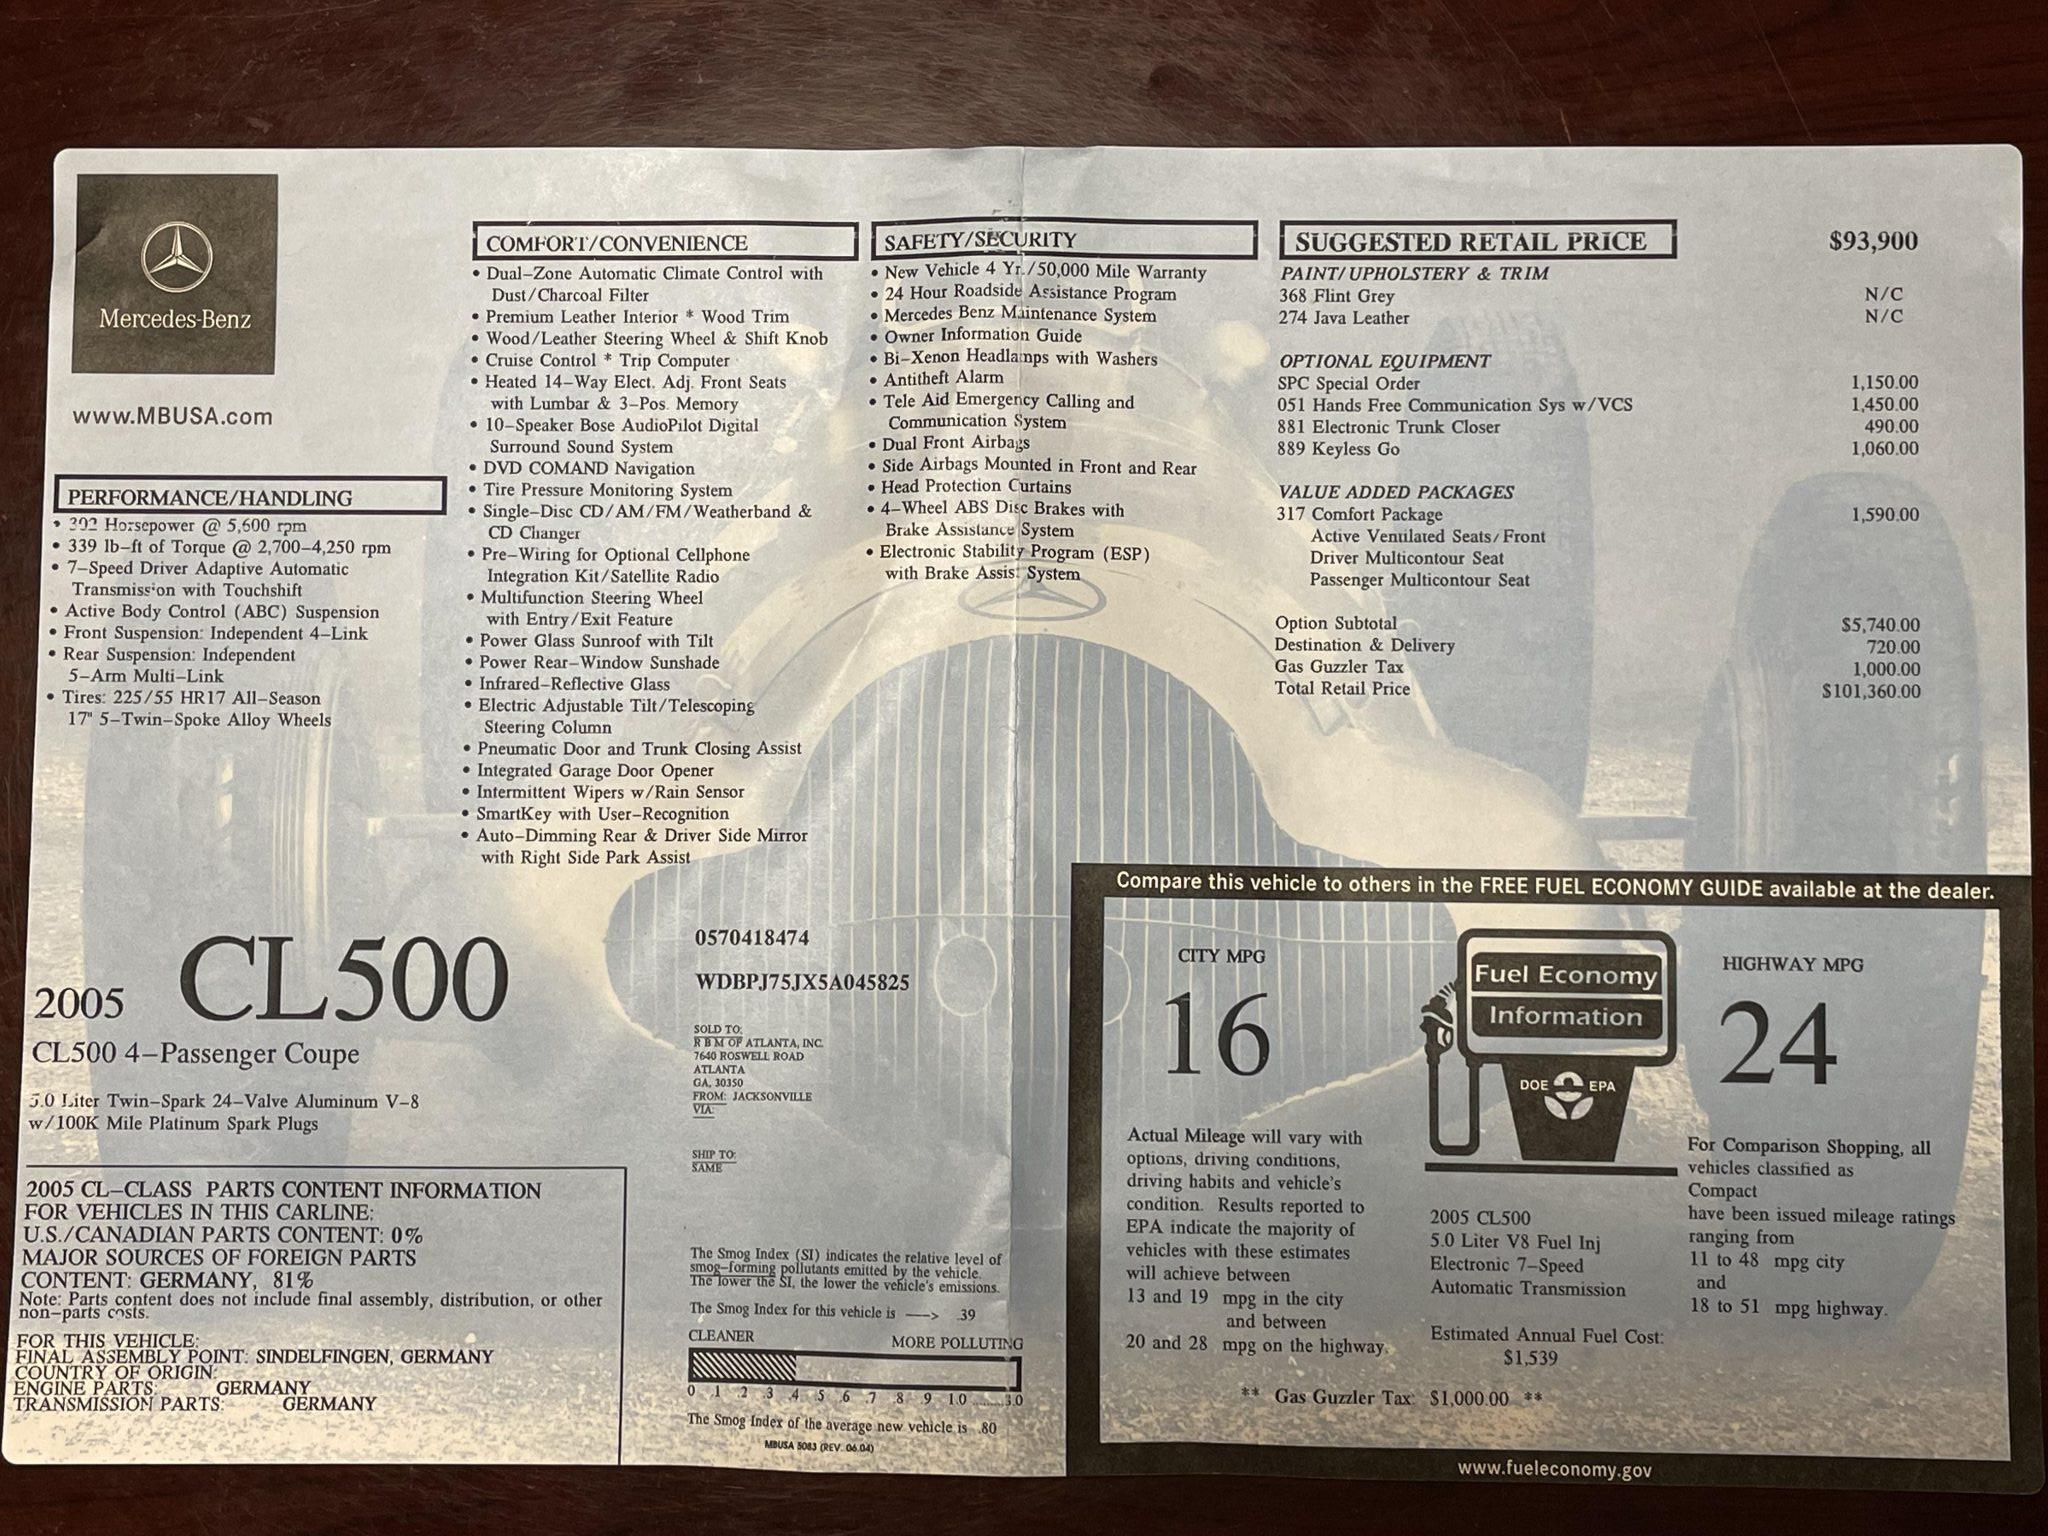 Mercedes-Benz
www.MBUSA.com
PERFORMANCE/HANDLING
• 302 Horsepower @ 5,600 rpm
• 339 lb-ft of Torque @ 2,700-4,250 rpm
• 7-Speed Driver Adaptive Automatic
Transmission with Touchshift
• Active Body Control (ABC) Suspension
• Front Suspension: Independent 4-Link
• Rear Suspension: Independent
5-Arm Multi-Link
• Tires: 225/55 HR17 All-Season
17" 5-Twin-Spoke Alloy Wheels
COMFORT/CONVENIENCE
• Dual-Zone Automatic Climate Control with
Dust/Charcoal Filter
• Premium Leather Interior * Wood Trim
• Wood/Leather Steering Wheel & Shift Knob
• Cruise Control * Trip Computer
• Heated 14-Way Elect. Adj. Front Seats
with Lumbar & 3-Pos. Memory
• 10-Speaker Bose AudioPilot Digital
Surround Sound System
• DVD COMAND Navigation
• Tire Pressure Monitoring System
• Single-Disc CD/AM/FM/Weatherband &
CD Changer
• Pre-Wiring for Optional Cellphone
Integration Kit/Satellite Radio
• Multifunction Steering Wheel
with Entry/Exit Feature
• Power Glass Sunroof with Tilt
• Power Rear-Window Sunshade
• Infrared-Reflective Glass
• Electric Adjustable Tilt/Telescoping
Steering Column
• Pneumatic Door and Trunk Closing Assist
• Integrated Garage Door Opener
• Intermittent Wipers w/Rain Sensor
• SmartKey with User-Recognition
• Auto-Dimming Rear & Driver Side Mirror
with Right Side Park Assist
SAFETY/SECURITY
• New Vehicle 4 Yr./50,000 Mile Warranty
• 24 Hour Roadside Assistance Program
• Mercedes Benz Maintenance System
• Owner Information Guide
• Bi-Xenon Headlamps with Washers
• Antitheft Alarm
• Tele Aid Emergency Calling and
Communication System
• Dual Front Airbags
• Side Airbags Mounted in Front and Rear
• Head Protection Curtains
• 4-Wheel ABS Disc Brakes with
Brake Assistance System
• Electronic Stability Program (ESP)
with Brake Assist System
SUGGESTED RETAIL PRICE $93,900
PAINT/UPHOLSTERY & TRIM
368 Flint Grey N/C
274 Java Leather N/C
OPTIONAL EQUIPMENT
SPC Special Order 1,150.00
051 Hands Free Communication Sys w/VCS 1,450.00
881 Electronic Trunk Closer 490.00
889 Keyless Go 1,060.00
VALUE ADDED PACKAGES
317 Comfort Package 1,590.00
Active Ventilated Seats/Front
Driver Multicontour Seat
Passenger Multicontour Seat
Option Subtotal $5,740.00
Destination & Delivery 720.00
Gas Guzzler Tax 1,000.00
Total Retail Price $101,360.00
2005 CL500
CL500 4-Passenger Coupe
5.0 Liter Twin-Spark 24-Valve Aluminum V-8
w/100K Mile Platinum Spark Plugs
2005 CL-CLASS PARTS CONTENT INFORMATION
FOR VEHICLES IN THIS CARLINE:
U.S./CANADIAN PARTS CONTENT: 0%
MAJOR SOURCES OF FOREIGN PARTS
CONTENT: GERMANY, 81%
Note: Parts content does not include final assembly, distribution, or other
non-parts costs.
FOR THIS VEHICLE:
FINAL ASSEMBLY POINT: SINDELFINGEN, GERMANY
COUNTRY OF ORIGIN:
ENGINE PARTS: GERMANY
TRANSMISSION PARTS: GERMANY
0570418474
WDBPJ75JX5A045825
SOLD TO:
R B M OF ATLANTA, INC.
7640 ROSWELL ROAD
ATLANTA
GA, 30350
FROM: JACKSONVILLE
VIA:
SHIP TO:
SAME
The Smog Index (SI) indicates the relative level of
smog-forming pollutants emitted by the vehicle.
The lower the SI, the lower the vehicle's emissions.
The Smog Index for this vehicle is ---> .39
CLEANER MORE POLLUTING
0 .1 .2 .3 .4 .5 .6 .7 .8 .9 1.0 ........3.0
The Smog Index of the average new vehicle is .80
MBUSA 5083 (REV. 06.04)
Compare this vehicle to others in the FREE FUEL ECONOMY GUIDE available at the dealer.
CITY MPG
16
Fuel Economy
Information
DOE EPA
HIGHWAY MPG
24
Actual Mileage will vary with
options, driving conditions,
driving habits and vehicle's
condition. Results reported to
EPA indicate the majority of
vehicles with these estimates
will achieve between
13 and 19 mpg in the city
and between
20 and 28 mpg on the highway.
2005 CL500
5.0 Liter V8 Fuel Inj
Electronic 7-Speed
Automatic Transmission
Estimated Annual Fuel Cost:
$1,539
For Comparison Shopping, all
vehicles classified as
Compact
have been issued mileage ratings
ranging from
11 to 48 mpg city
and
18 to 51 mpg highway.
** Gas Guzzler Tax: $1,000.00 **
www.fueleconomy.gov